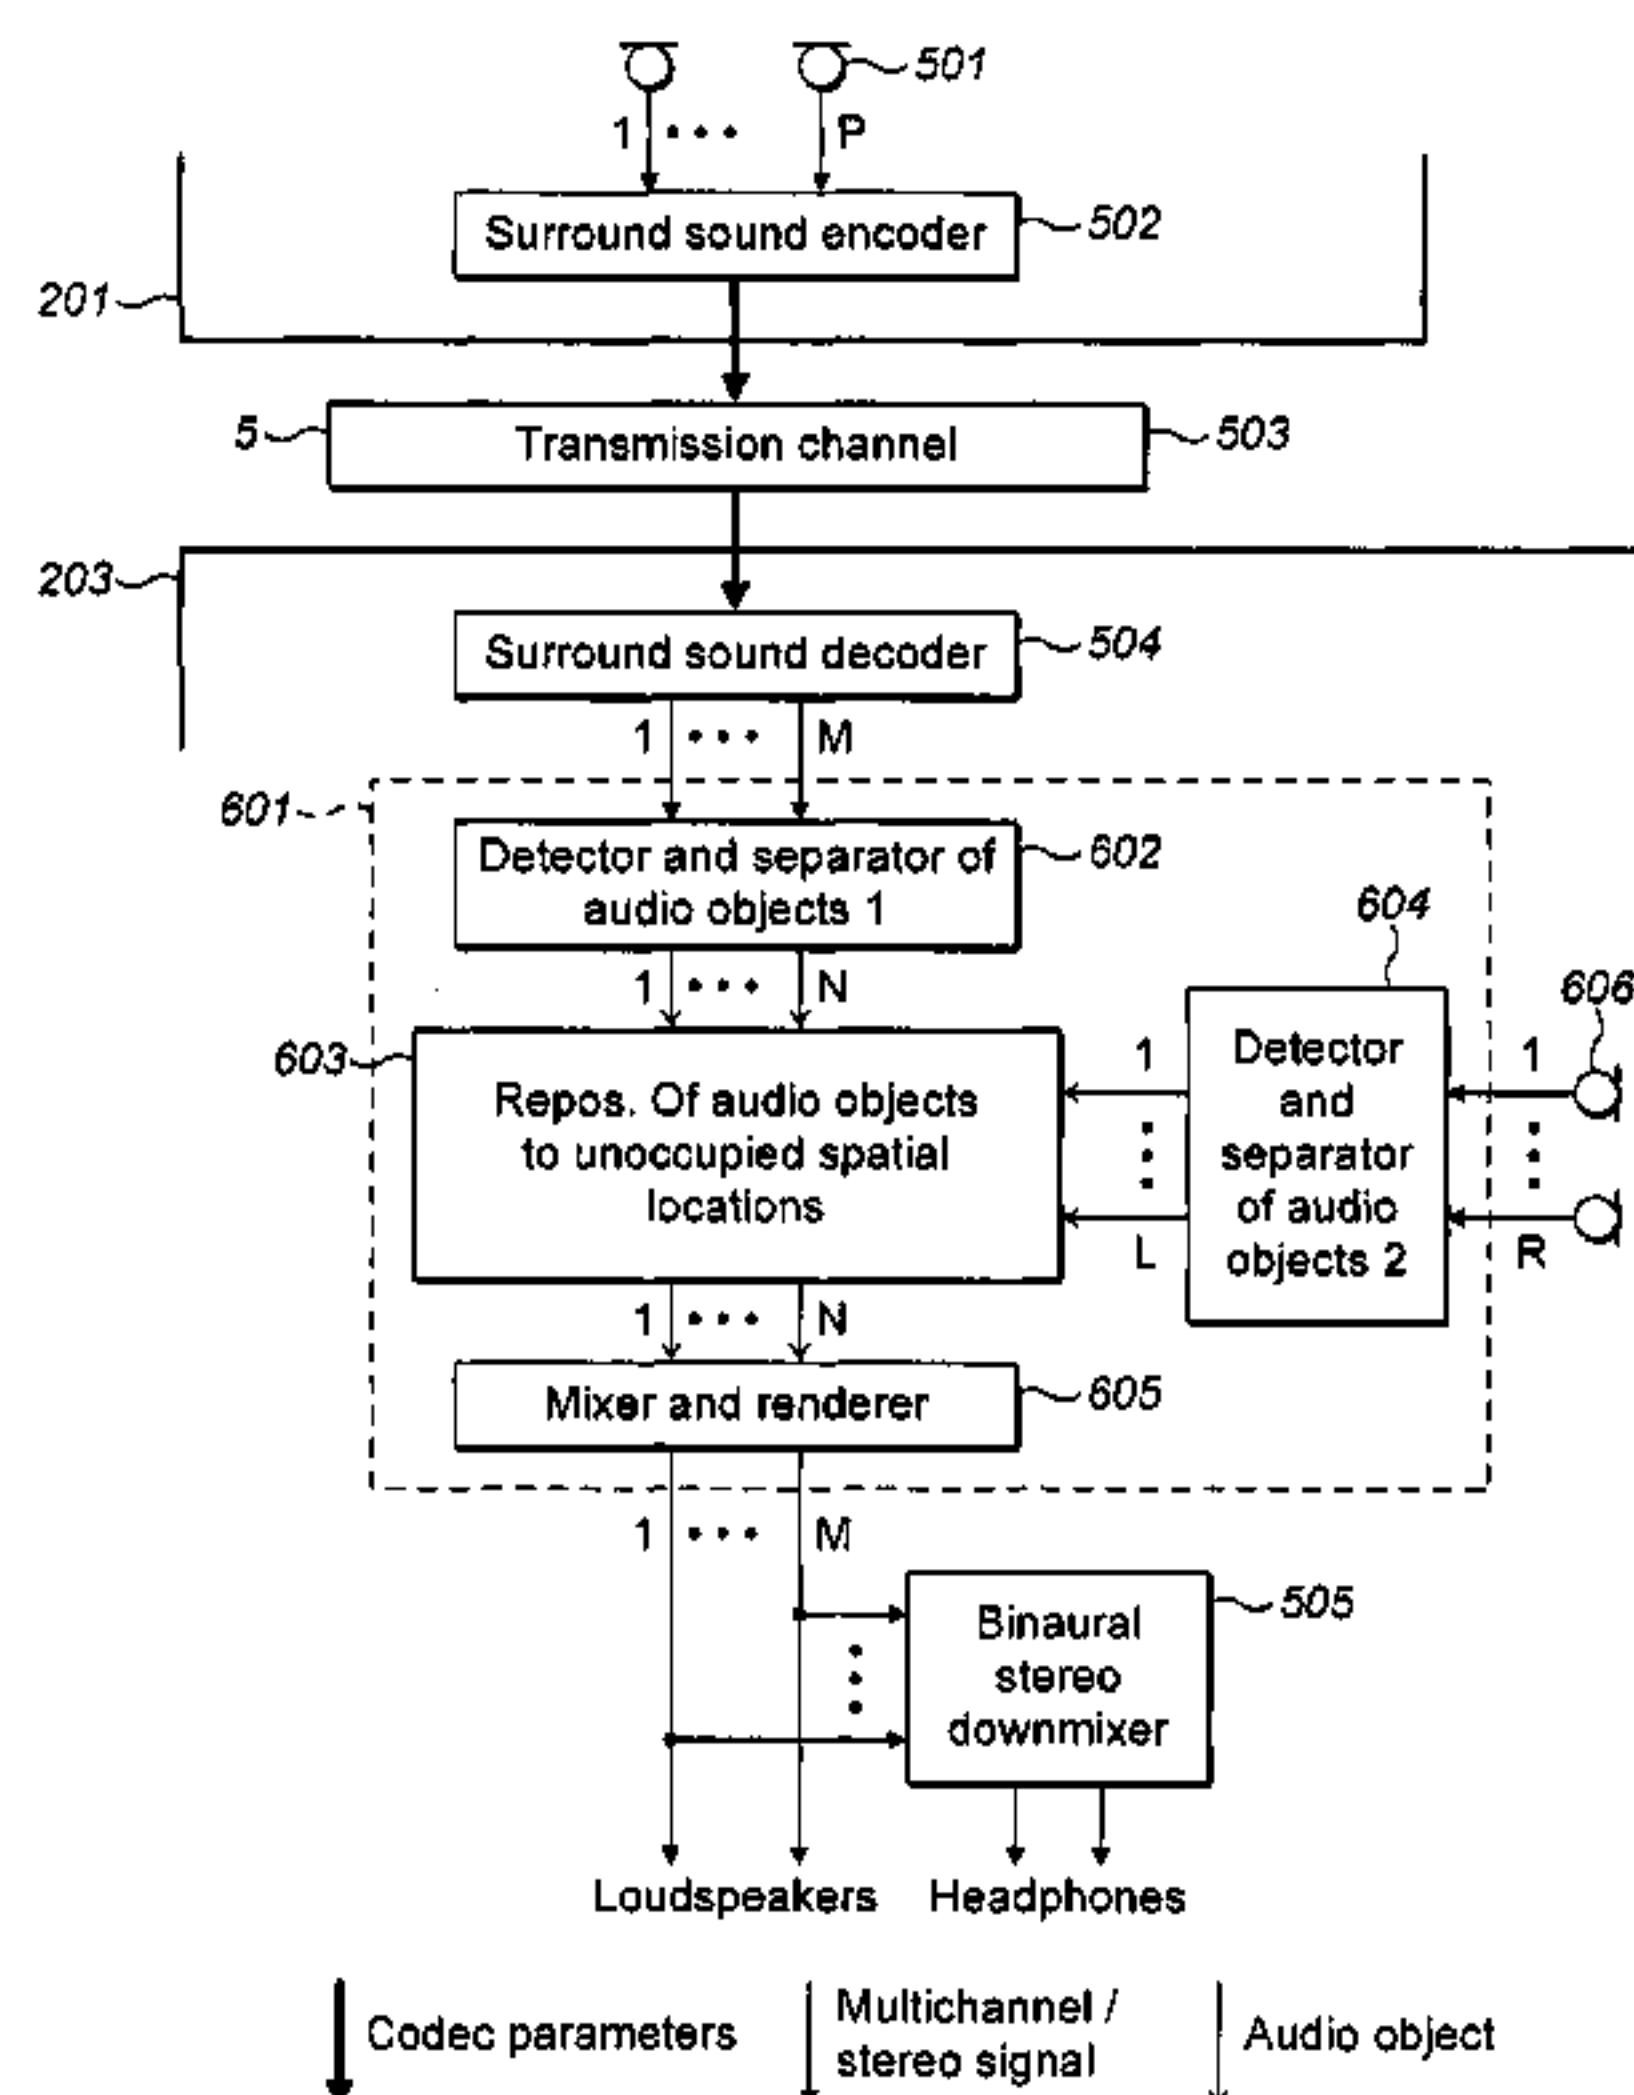 501
1 ... P
Surround sound encoder
502
201
5
Transmission channel
503
203
Surround sound decoder
504
1 ... M
601
Detector and separator of
audio objects 1
602
604
1 ... N
606
603
Repos. Of audio objects
to unoccupied spatial
locations
1
L
Detector
and
separator
of audio
objects 2
1
R
1 ... N
Mixer and renderer
605
1 ... M
Binaural
stereo
downmixer
505
Loudspeakers
Headphones
Codec parameters
Multichannel /
stereo signal
Audio object